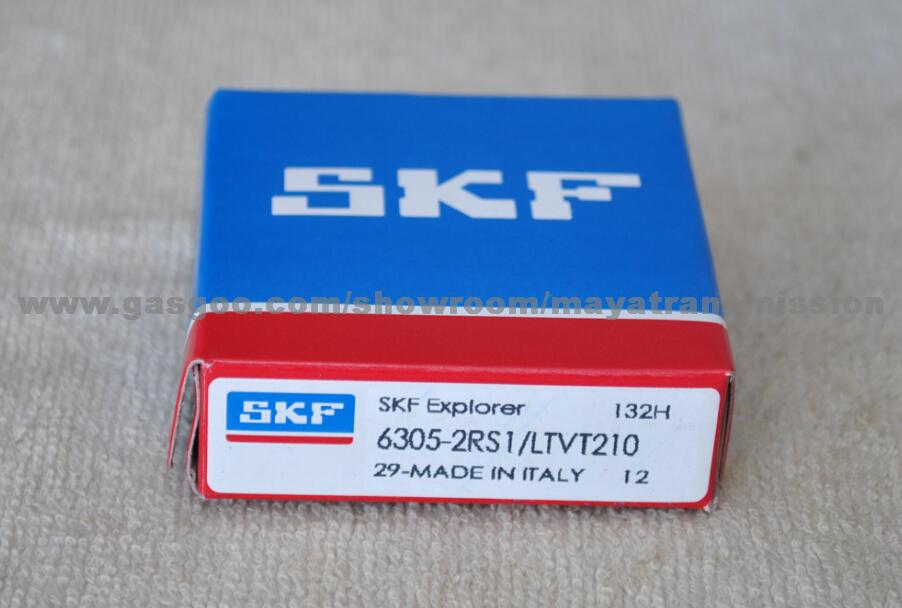 SKF
www.gasgoo.com/showroom/mayatransmission
SKF
SKF Explorer 132H
6305-2RS1/LTVT210
29-MADE IN ITALY 12